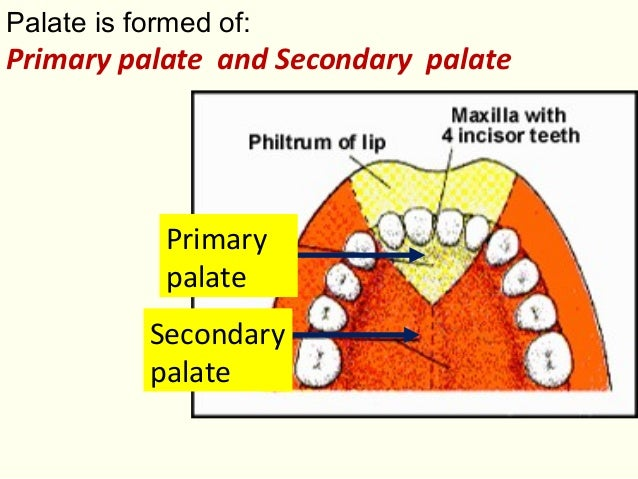 Palate is formed of:
Primary palate and Secondary palate
Maxilla with
4 incisor teeth
Philtrum of lip
Primary
palate
Secondary
palate